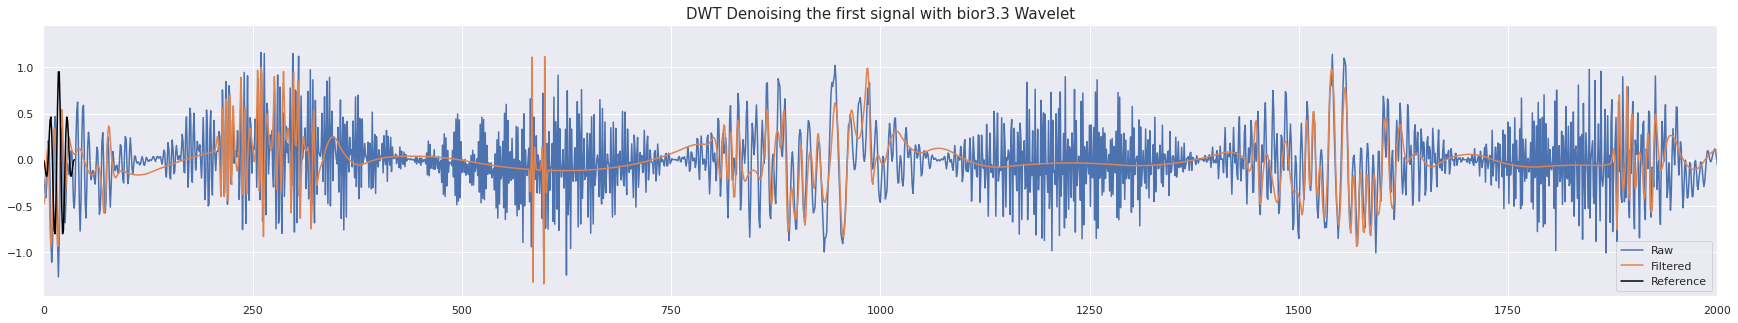 DWT Denoising the first signal with bior3.3 Wavelet
1.0
0.5
0.0
−0.5
−1.0
Raw
Filtered
Reference
0 250 500 750 1000 1250 1500 1750 2000